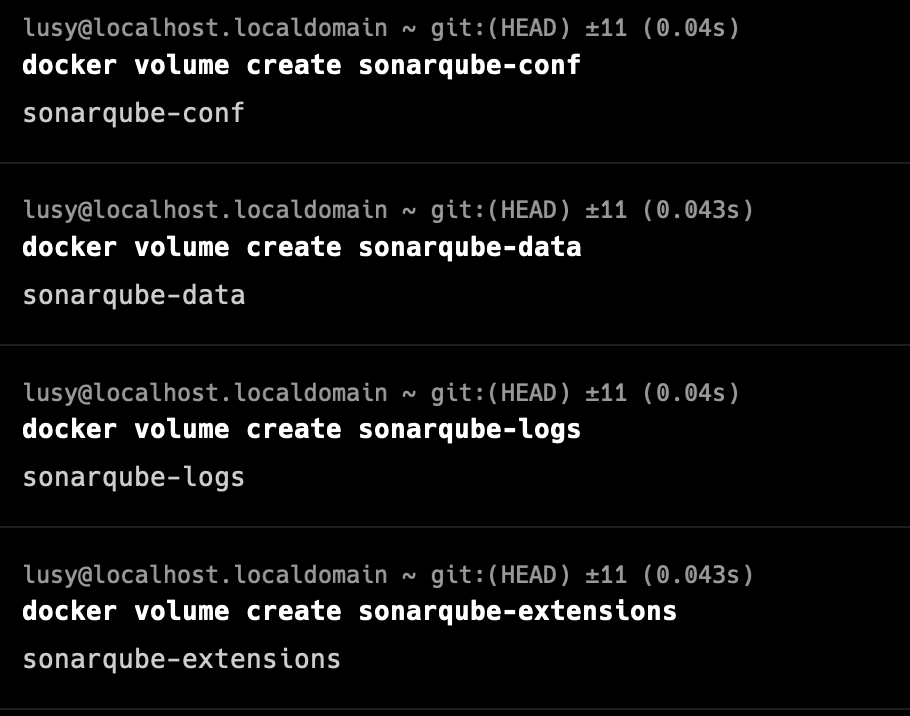 lusy@localhost.localdomain ~ git:(HEAD) ±11 (0.04s)
docker volume create sonarqube-conf
sonarqube-conf
lusy@localhost.localdomain ~ git:(HEAD) ±11 (0.043s)
docker volume create sonarqube-data
sonarqube-data
lusy@localhost.localdomain ~ git:(HEAD) ±11 (0.04s)
docker volume create sonarqube-logs
sonarqube-logs
lusy@localhost.localdomain ~ git:(HEAD) ±11 (0.043s)
docker volume create sonarqube-extensions
sonarqube-extensions